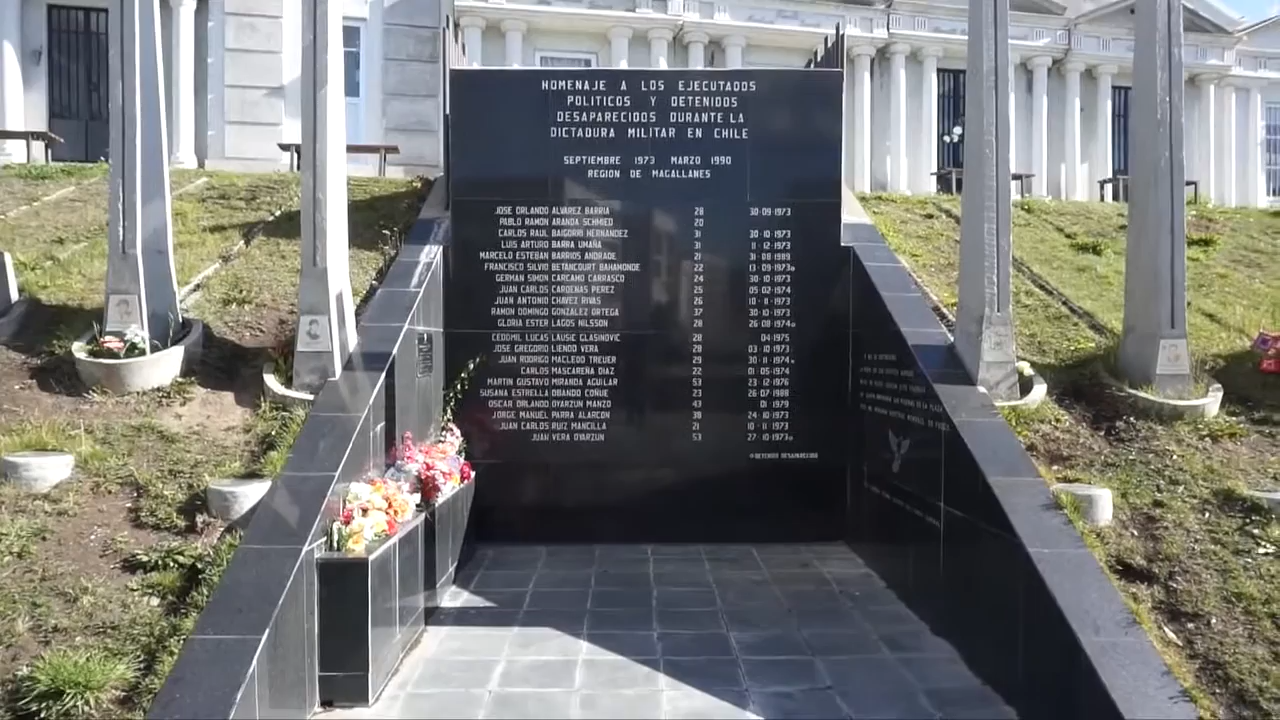 HOMENAJE A LOS EJECUTADOS
POLITICOS Y DETENIDOS
DESAPARECIDOS DURANTE LA
DICTADURA MILITAR EN CHILE
SEPTIEMBRE 1973 MARZO 1990
REGION DE MAGALLANES
JOSE ORLANDO ALVAREZ BARRIA 28 30-09-1973
PABLO RAMON ARANDA SCHMIED 20
CARLOS RAUL BAIGORRI HERNANDEZ 31 30-10-1973
LUIS ARTURO BARRA UMAÑA 31 11-12-1973
MARCELO ESTEBAN BARRIOS ANDRADE 21 31-08-1989
FRANCISCO SILVIO BETANCOURT BAHAMONDE 22 13-09-1973
GERMAN SIMON CARCAMO CARRASCO 24 30-10-1973
JUAN CARLOS CARDENAS PEREZ 25 05-02-1974
JUAN ANTONIO CHAVEZ RIVAS 26 10-11-1973
RAMON DOMINGO GONZALEZ ORTEGA 37 30-10-1973
GLORIA ESTER LAGOS NILSSON 28 26-08-1974
CEDOMIL LUCAS LAUSIC GLASINOVIC 28 04-1975
JOSE GREGORIO LIENDO VERA 28 03-10-1973
JUAN RODRIGO MACLEOD TREUER 29 30-11-1974
CARLOS MASCAREÑA DIAZ 22 01-05-1974
MARTIN GUSTAVO MIRANDA AGUILAR 53 23-12-1976
SUSANA ESTRELLA OBANDO COÑUE 23 26-07-1988
OSCAR ORLANDO OYARZUN MANZO 43 01-1979
JORGE MANUEL PARRA ALARCON 38 24-10-1973
JUAN CARLOS RUIZ MANCILLA 21 10-11-1973
JUAN VERA OYARZUN 53 27-10-1973
DETENIDO DESAPARECIDO